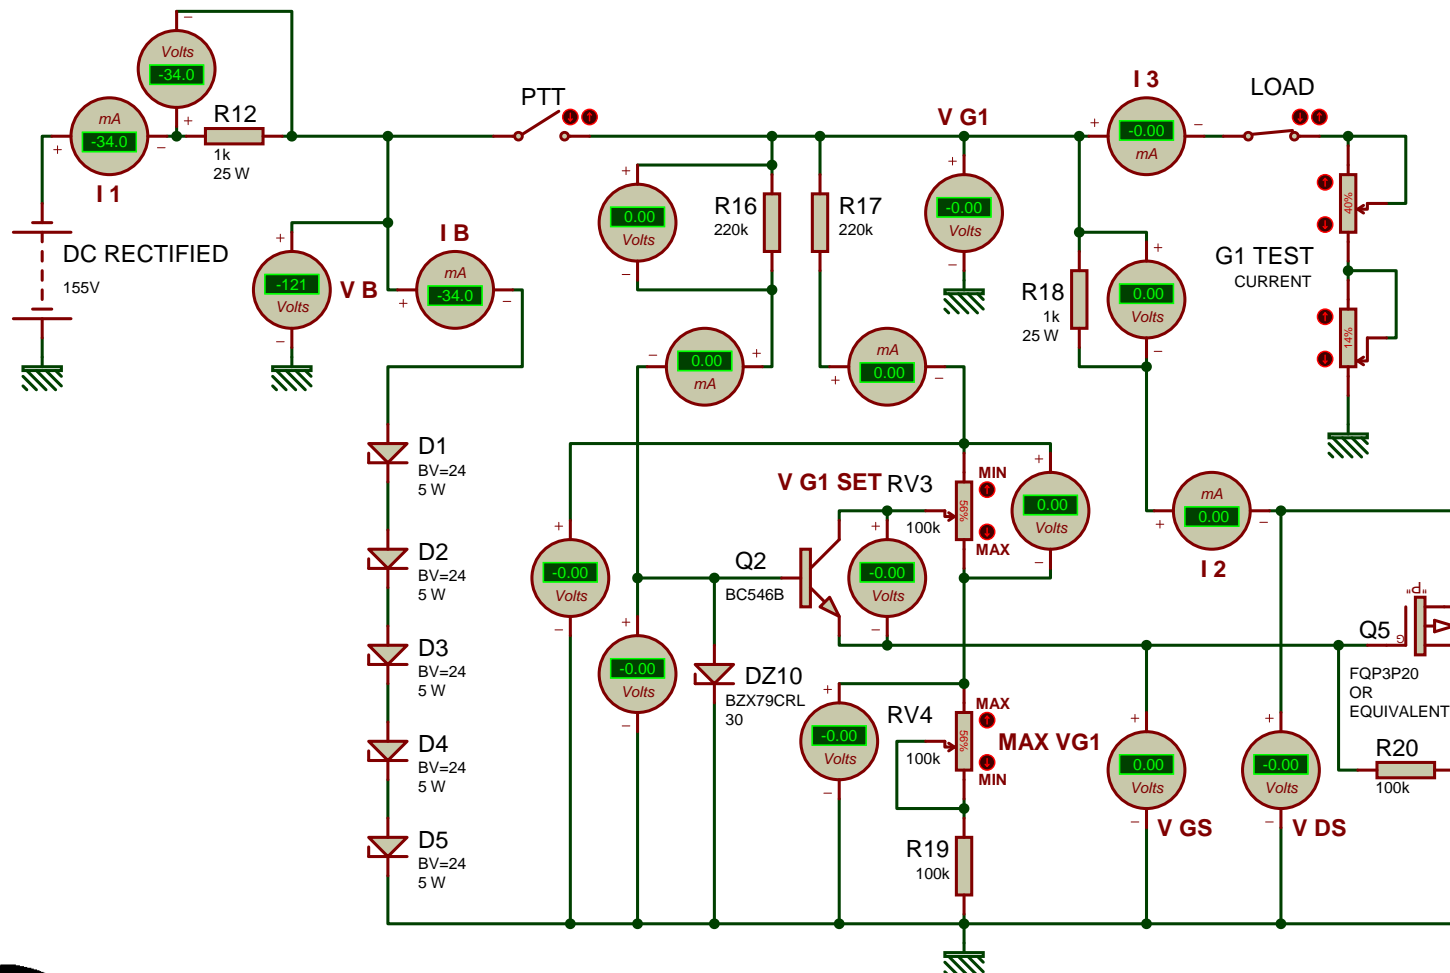 Volts
-34.0
mA
-34.0
I 1
R12
1k
25 W
DC RECTIFIED
155V
-121
Volts
V B
I B
mA
-34.0
PTT
0.00
Volts
R16
220k
R17
220k
V G1
-0.00
Volts
I 3
-0.00
mA
LOAD
40%
G1 TEST
CURRENT
14%
R18
1k
25 W
0.00
Volts
0.00
mA
mA
0.00
D1
BV=24
5 W
D2
BV=24
5 W
D3
BV=24
5 W
D4
BV=24
5 W
D5
BV=24
5 W
V G1 SET
RV3
100k
56%
MIN
MAX
0.00
Volts
mA
0.00
I 2
-0.00
Volts
Q2
BC546B
-0.00
Volts
-0.00
Volts
DZ10
BZX79CRL
30
-0.00
Volts
RV4
100k
56%
MAX
MIN
MAX VG1
R19
100k
0.00
Volts
V GS
-0.00
Volts
V DS
"P"
G
Q5
FQP3P20
OR
EQUIVALENT
R20
100k